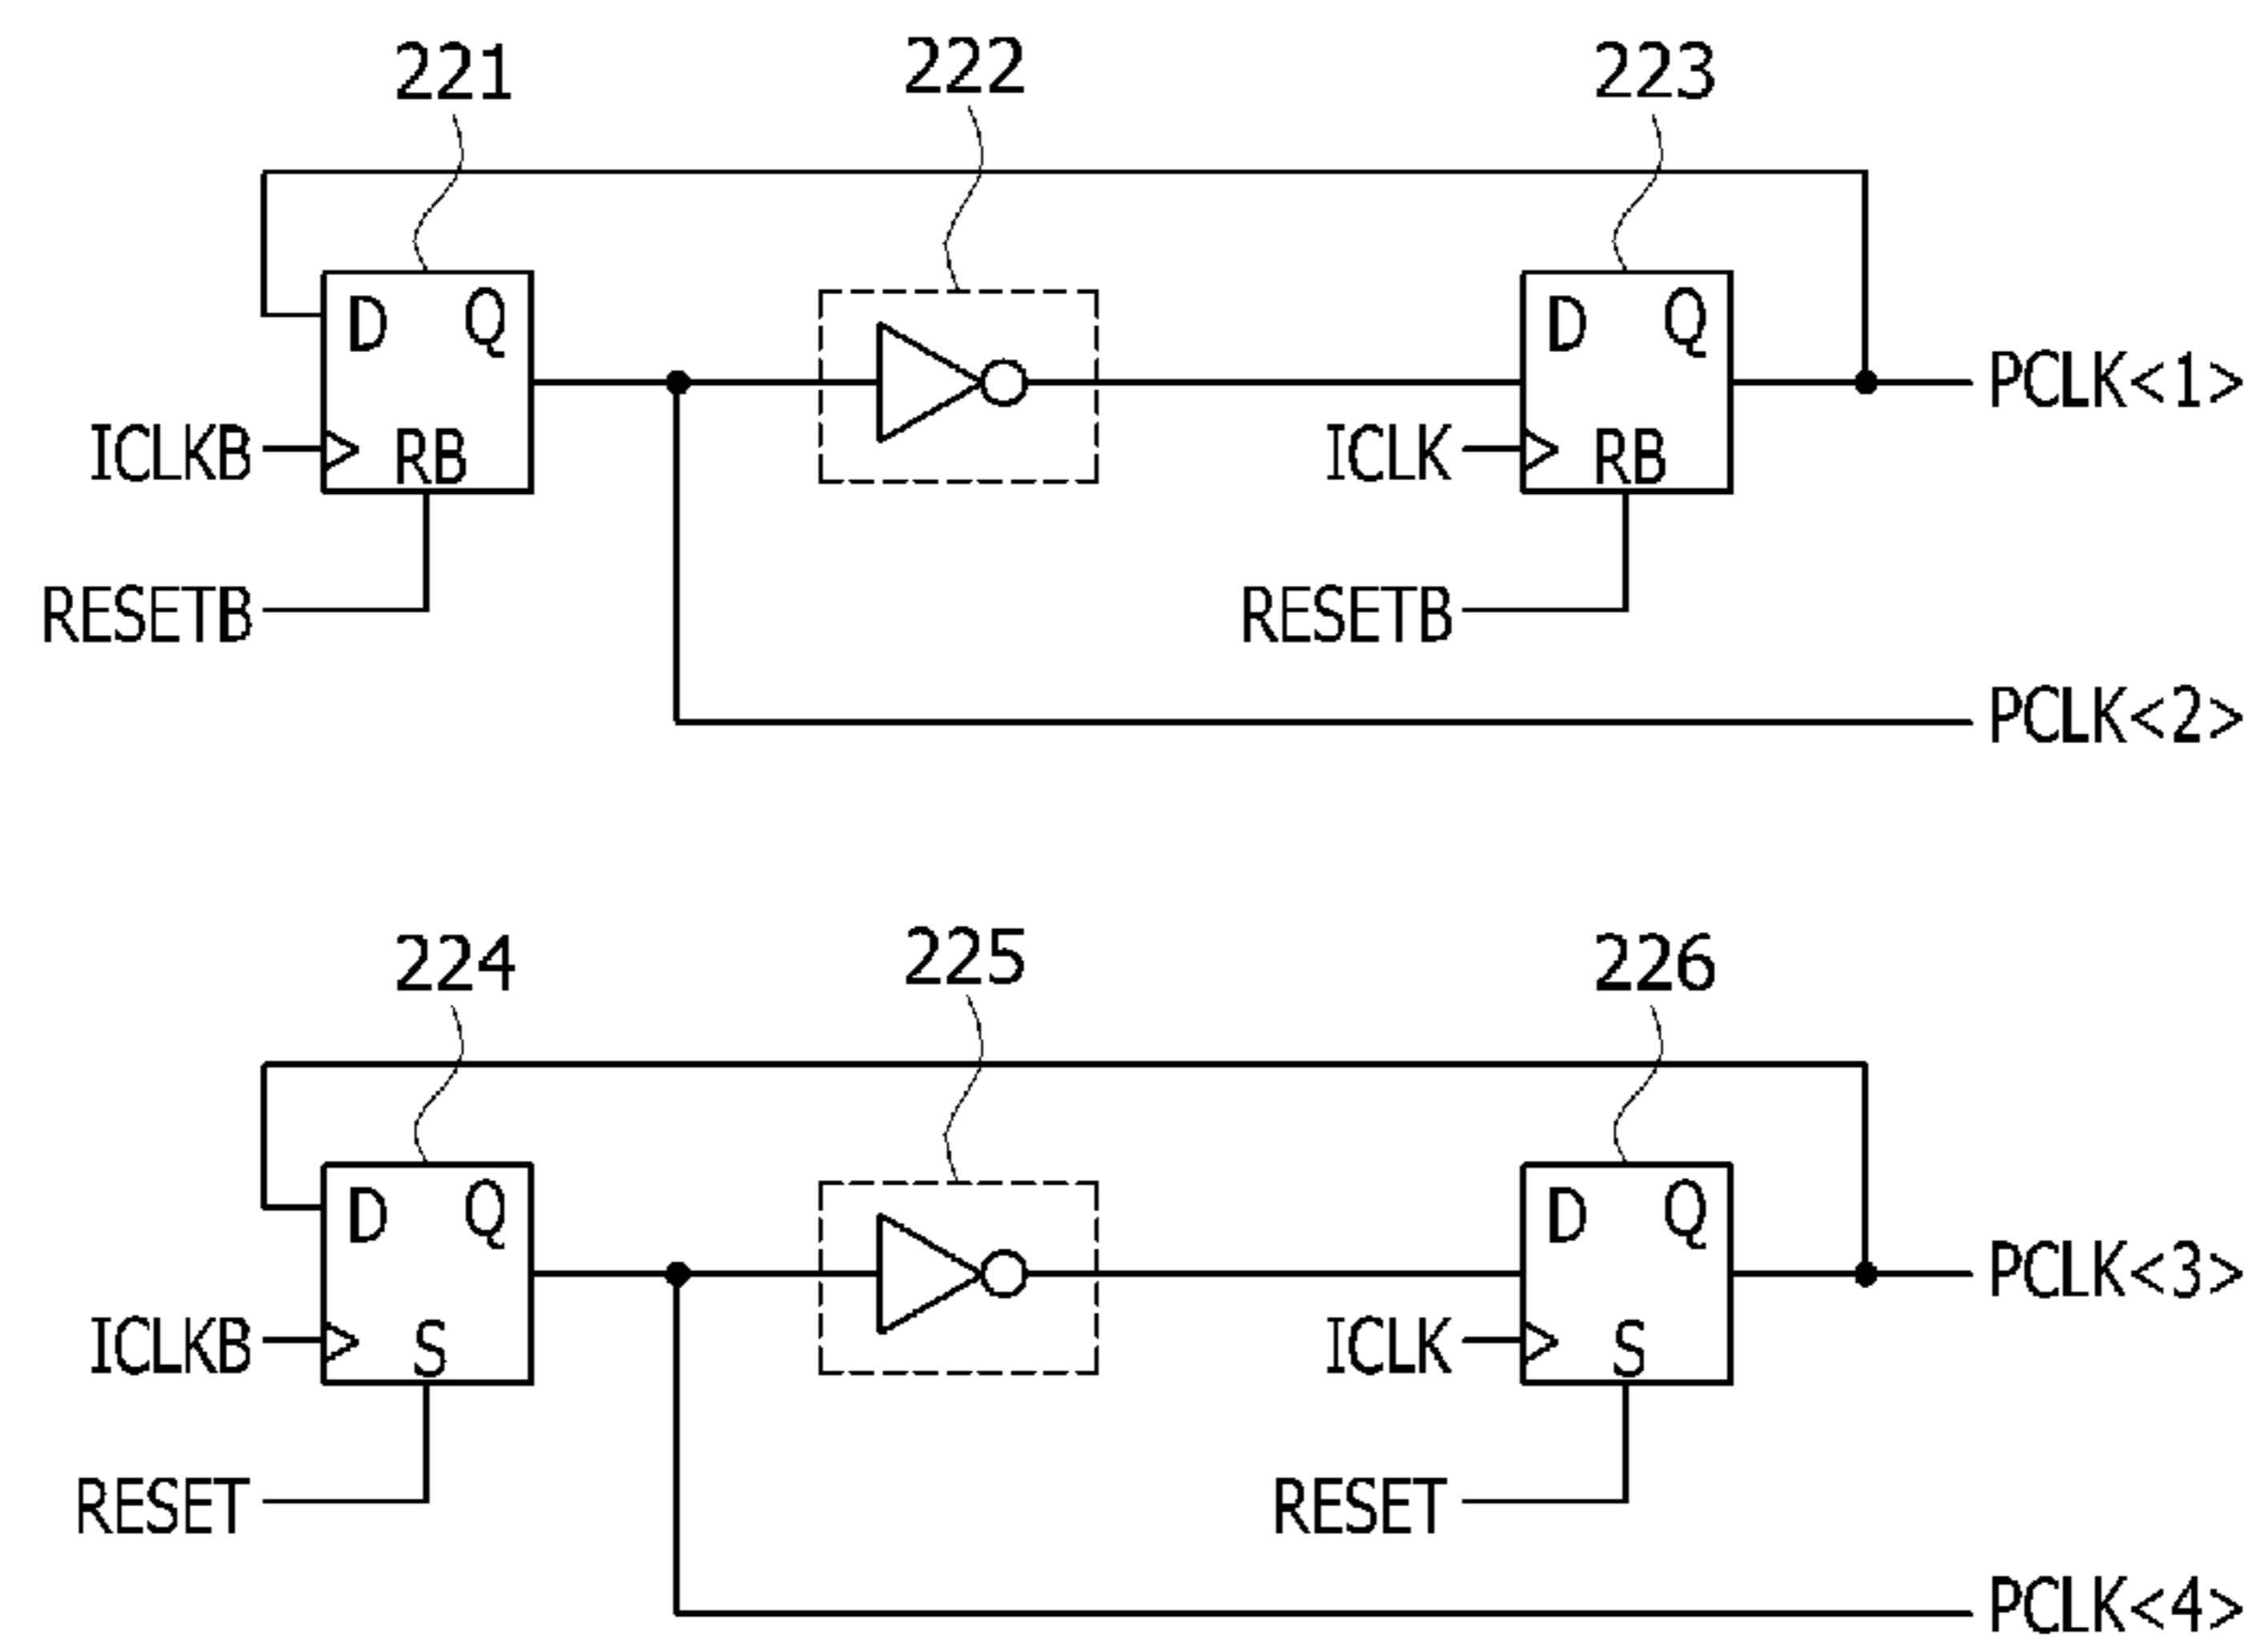 221 222 223
D Q D Q
PCLK<1>
ICLKB RB ICLK RB
RESETB RESETB
PCLK<2>
224 225 226
D Q D Q
PCLK<3>
ICLKB S ICLK S
RESET RESET
PCLK<4>